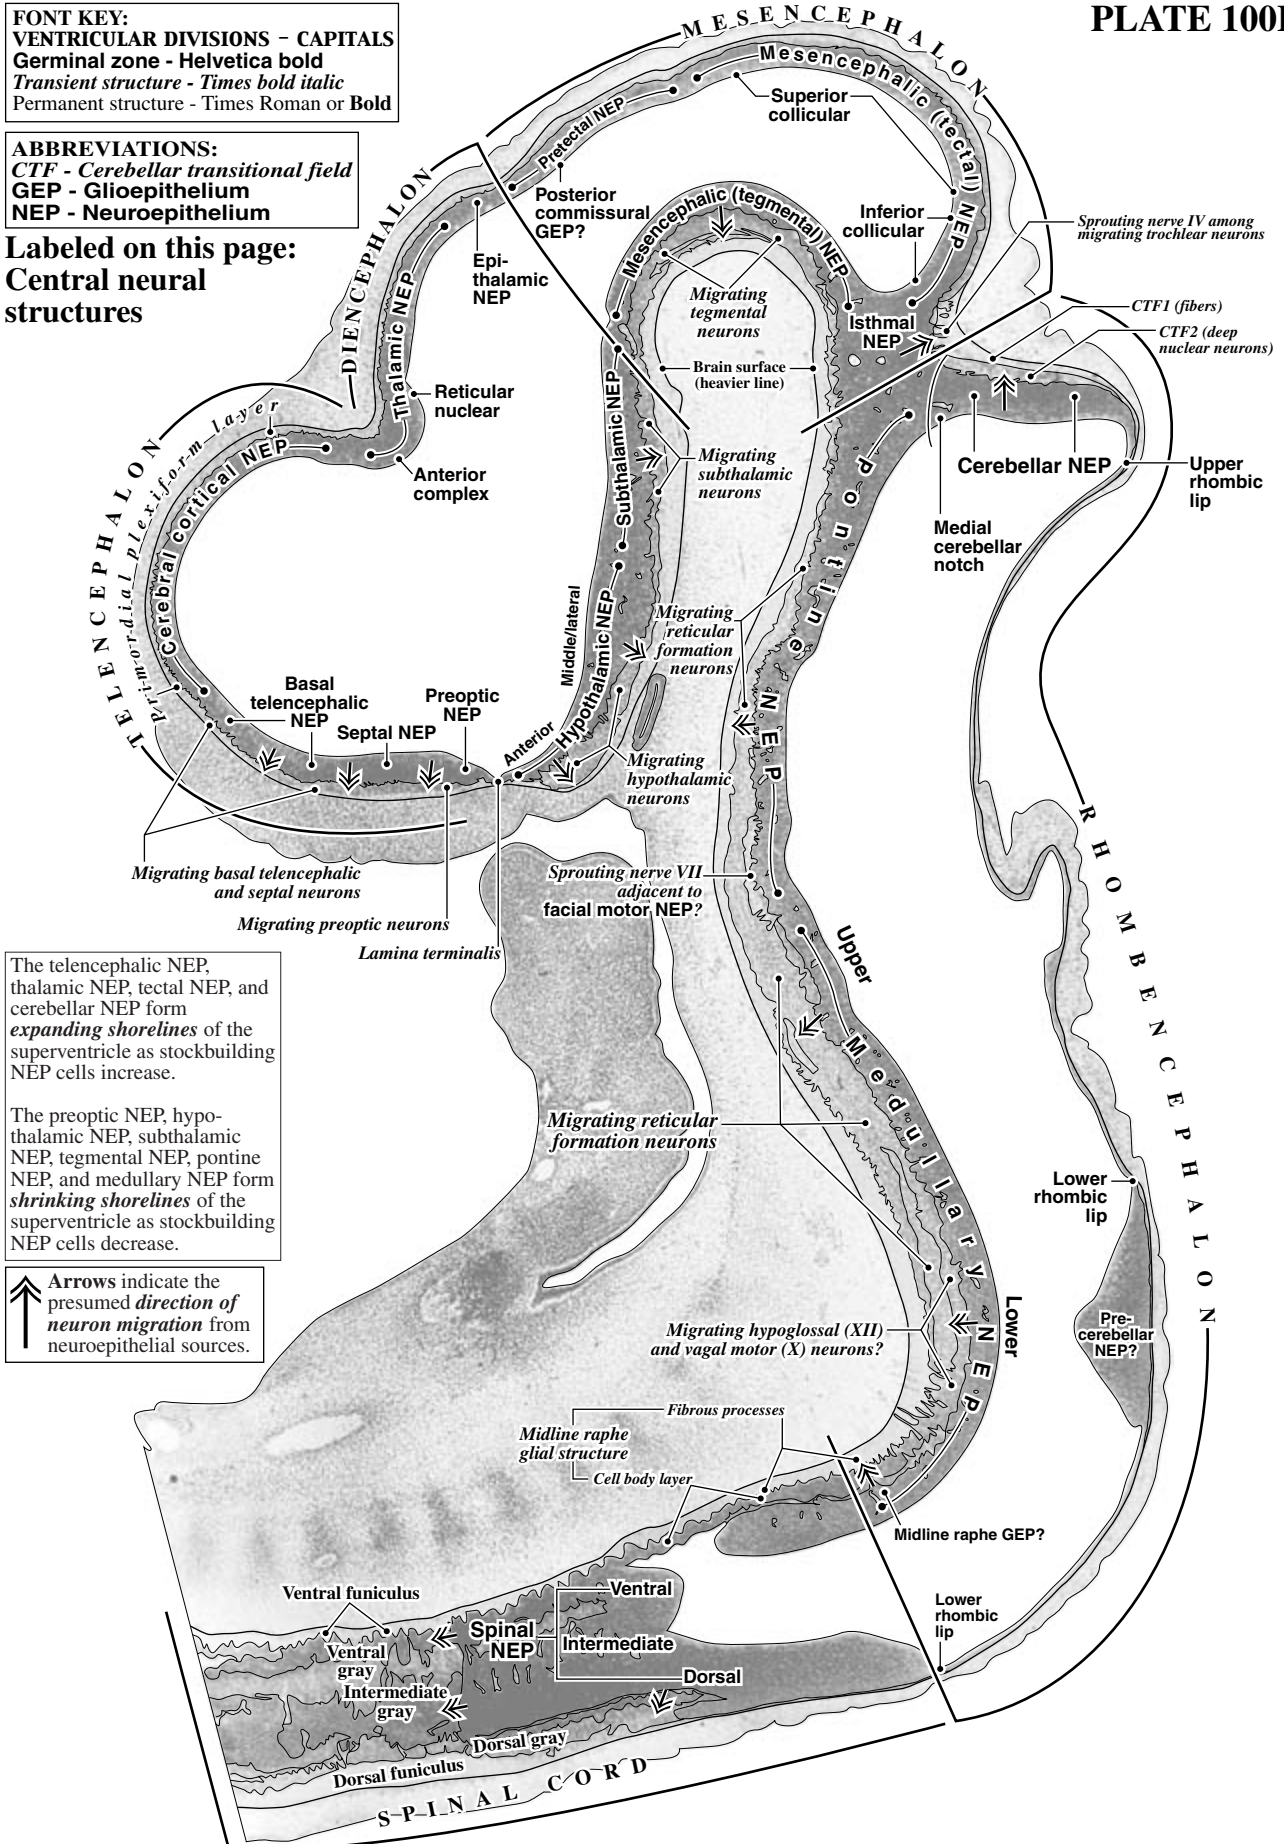 PLATE 100
FONT KEY:
VENTRICULAR DIVISIONS – CAPITALS
Germinal zone - Helvetica bold
Transient structure - Times bold italic
Permanent structure - Times Roman or Bold
ABBREVIATIONS:
CTF - Cerebellar transitional field
GEP - Glioepithelium
NEP - Neuroepithelium
Labeled on this page:
Central neural
structures
MESENCEPHALON
Mesencephalic (tectal) NEP
Superior
collicular
Pretectal NEP
Posterior
commissural
GEP?
Mesencephalic (tegmental) NEP
Inferior
collicular
Sprouting nerve IV among
migrating trochlear neurons
DIENCEPHALON
Epi-
thalamic
NEP
Thalamic NEP
Migrating
tegmental
neurons
Isthmal
NEP
CTF1 (fibers)
CTF2 (deep
nuclear neurons)
Brain surface
(heavier line)
Reticular
nuclear
Anterior
complex
Subthalamic NEP
Migrating
subthalamic
neurons
Cerebellar NEP
Upper
rhombic
lip
Medial
cerebellar
notch
TELENCEPHALON
Primordial plexiform layer
Cerebral cortical NEP
Pontine NEP
Middle/lateral
Hypothalamic NEP
Anterior
Migrating
reticular
formation
neurons
Basal
telencephalic
NEP
Septal NEP
Preoptic
NEP
Migrating
hypothalamic
neurons
Migrating basal telencephalic
and septal neurons
Migrating preoptic neurons
Lamina terminalis
Sprouting nerve VII
adjacent to
facial motor NEP?
RHOMBENCEPHALON
The telencephalic NEP,
thalamic NEP, tectal NEP, and
cerebellar NEP form
expanding shorelines of the
superventricle as stockbuilding
NEP cells increase.
The preoptic NEP, hypo-
thalamic NEP, subthalamic
NEP, tegmental NEP, pontine
NEP, and medullary NEP form
shrinking shorelines of the
superventricle as stockbuilding
NEP cells decrease.
Arrows indicate the
presumed direction of
neuron migration from
neuroepithelial sources.
Upper
Medullary NEP
Lower
Migrating reticular
formation neurons
Lower
rhombic
lip
Pre-
cerebellar
NEP?
Migrating hypoglossal (XII)
and vagal motor (X) neurons?
Fibrous processes
Midline raphe
glial structure
Cell body layer
Midline raphe GEP?
Ventral funiculus
Ventral
gray
Intermediate
gray
Spinal
NEP
Ventral
Intermediate
Dorsal
Lower
rhombic
lip
Dorsal gray
Dorsal funiculus
SPINAL CORD